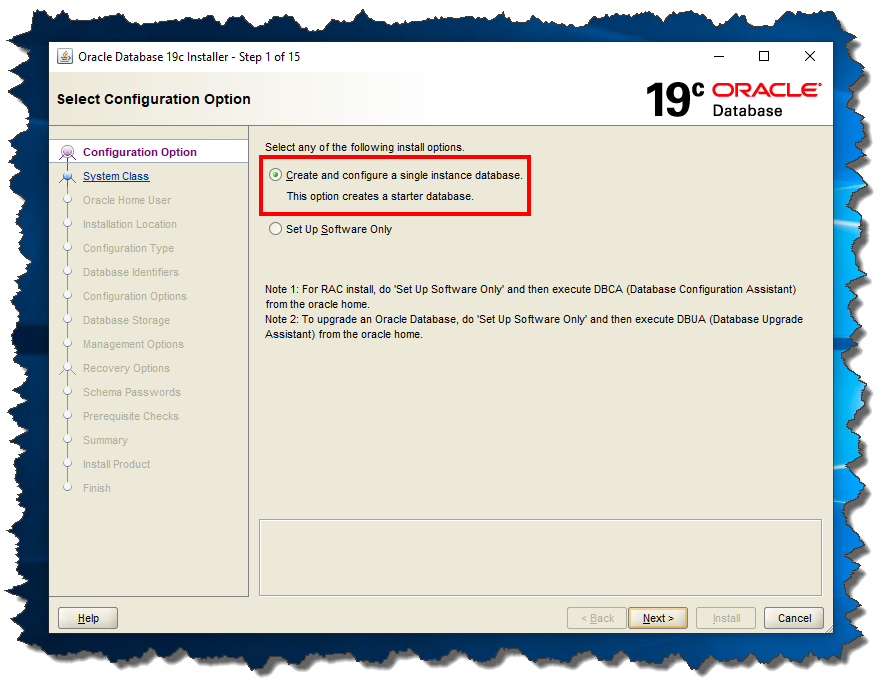 Oracle Database 19c Installer - Step 1 of 15
Select Configuration Option
19c ORACLE
Database
Configuration Option
System Class
Oracle Home User
Installation Location
Configuration Type
Database Identifiers
Configuration Options
Database Storage
Management Options
Recovery Options
Schema Passwords
Prerequisite Checks
Summary
Install Product
Finish
Select any of the following install options.
Create and configure a single instance database.
This option creates a starter database.
Set Up Software Only
Note 1: For RAC install, do 'Set Up Software Only' and then execute DBCA (Database Configuration Assistant)
from the oracle home.
Note 2: To upgrade an Oracle Database, do 'Set Up Software Only' and then execute DBUA (Database Upgrade
Assistant) from the oracle home.
Help
< Back
Next >
Install
Cancel